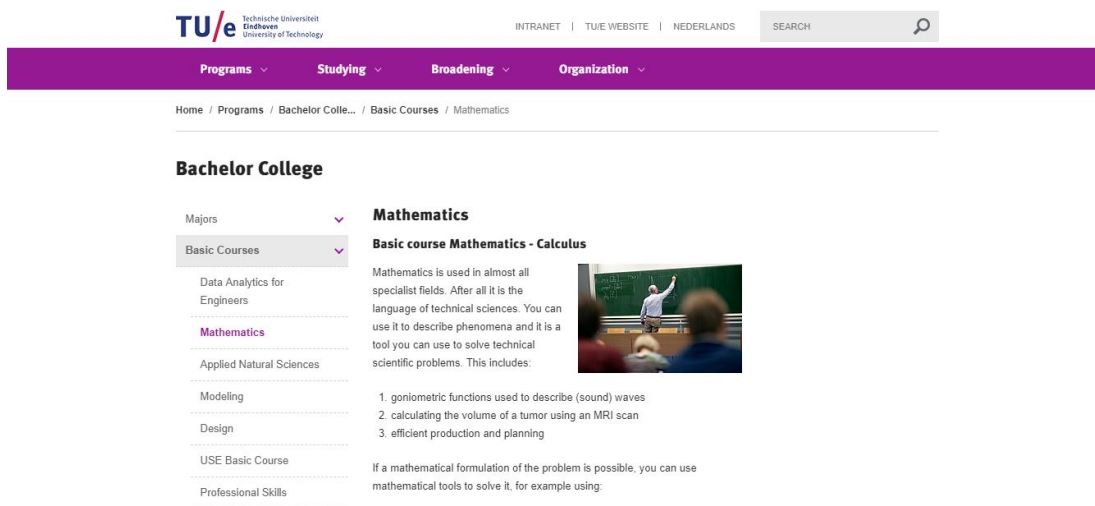 TU/e Technische Universiteit
Eindhoven
University of Technology
INTRANET | TU/E WEBSITE | NEDERLANDS
SEARCH
Programs Studying Broadening Organization
Home / Programs / Bachelor Colle... / Basic Courses / Mathematics
Bachelor College
Majors
Basic Courses
Data Analytics for
Engineers
Mathematics
Applied Natural Sciences
Modeling
Design
USE Basic Course
Professional Skills
Mathematics
Basic course Mathematics - Calculus
Mathematics is used in almost all
specialist fields. After all it is the
language of technical sciences. You can
use it to describe phenomena and it is a
tool you can use to solve technical
scientific problems. This includes:
1. goniometric functions used to describe (sound) waves
2. calculating the volume of a tumor using an MRI scan
3. efficient production and planning
If a mathematical formulation of the problem is possible, you can use
mathematical tools to solve it, for example using: